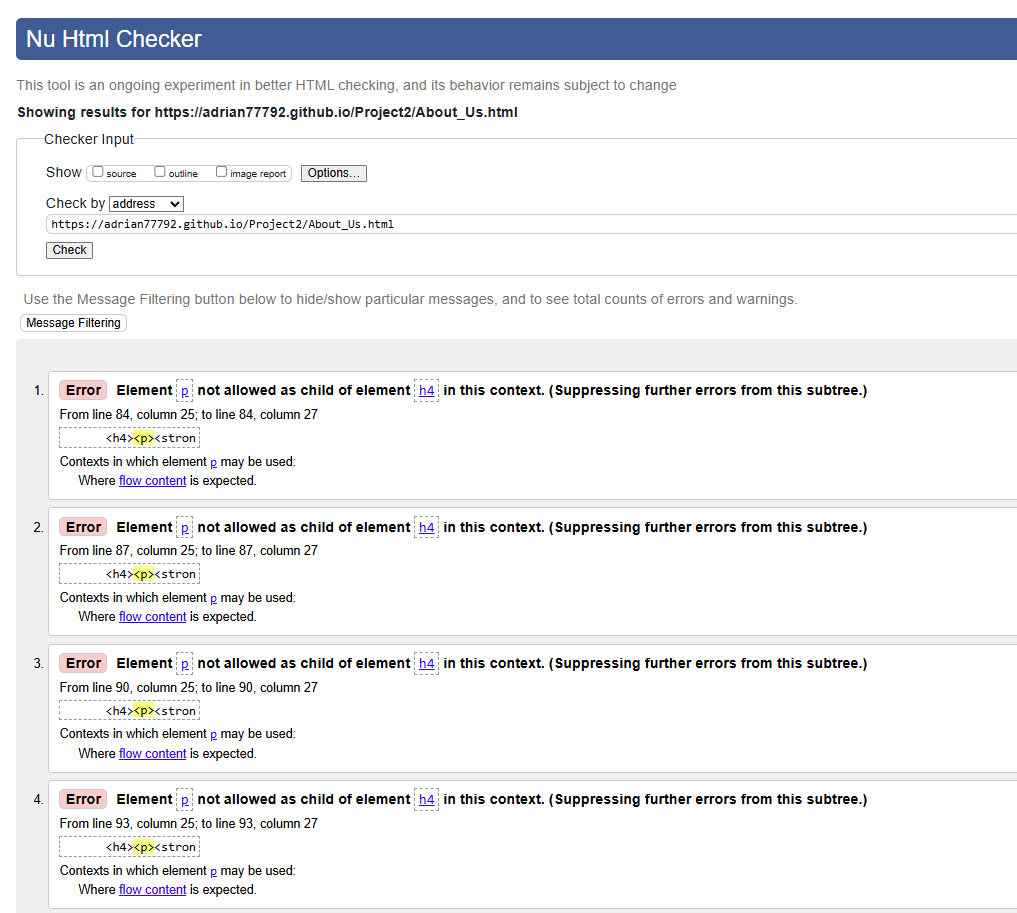 Nu Html Checker
This tool is an ongoing experiment in better HTML checking, and its behavior remains subject to change
Showing results for https://adrian77792.github.io/Project2/About_Us.html
Checker Input
Show source outline image report Options...
Check by address
https://adrian77792.github.io/Project2/About_Us.html
Check
Use the Message Filtering button below to hide/show particular messages, and to see total counts of errors and warnings.
Message Filtering
1. Error Element p not allowed as child of element h4 in this context. (Suppressing further errors from this subtree.)
From line 84, column 25; to line 84, column 27
<h4><p><stron
Contexts in which element p may be used:
Where flow content is expected.
2. Error Element p not allowed as child of element h4 in this context. (Suppressing further errors from this subtree.)
From line 87, column 25; to line 87, column 27
<h4><p><stron
Contexts in which element p may be used:
Where flow content is expected.
3. Error Element p not allowed as child of element h4 in this context. (Suppressing further errors from this subtree.)
From line 90, column 25; to line 90, column 27
<h4><p><stron
Contexts in which element p may be used:
Where flow content is expected.
4. Error Element p not allowed as child of element h4 in this context. (Suppressing further errors from this subtree.)
From line 93, column 25; to line 93, column 27
<h4><p><stron
Contexts in which element p may be used:
Where flow content is expected.